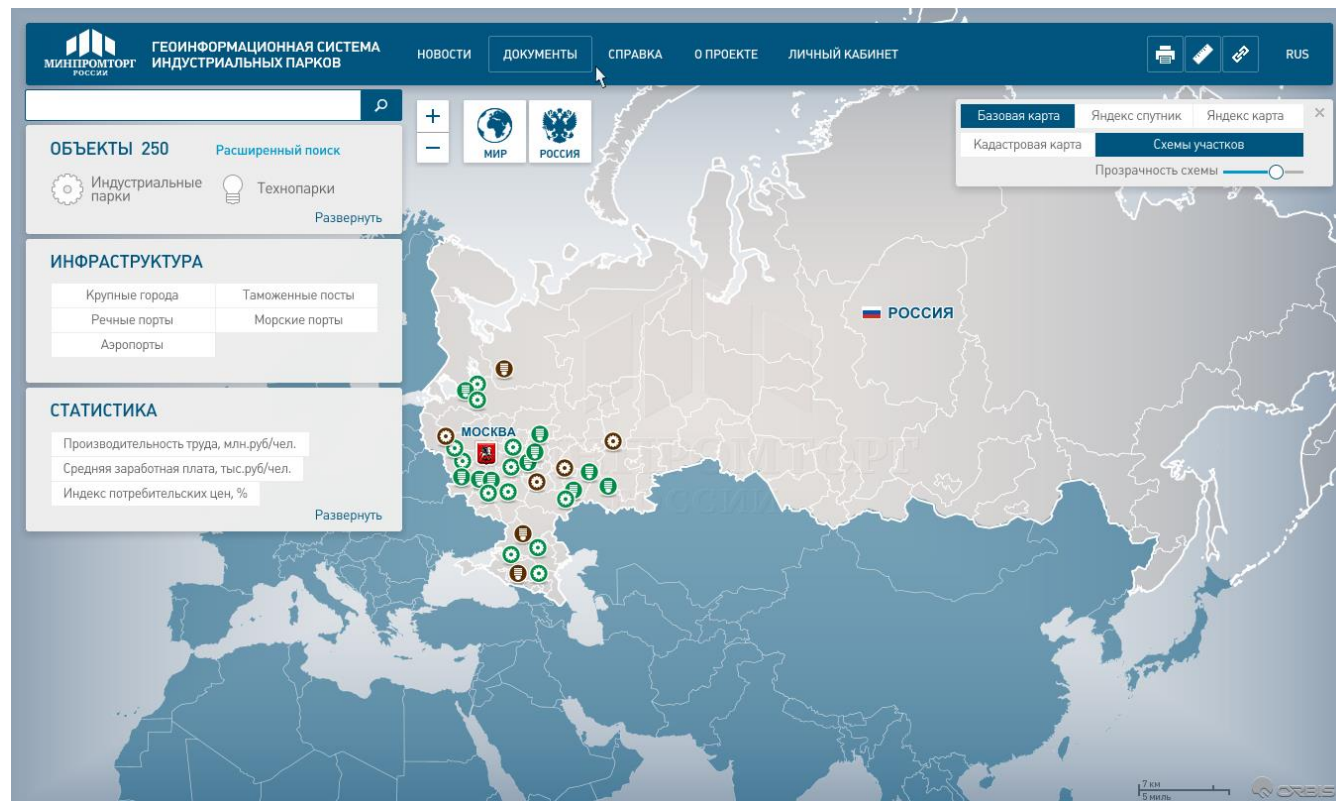 МИНПРОМТОРГ
РОССИИ
ГЕОИНФОРМАЦИОННАЯ СИСТЕМА
ИНДУСТРИАЛЬНЫХ ПАРКОВ
НОВОСТИ
ДОКУМЕНТЫ
СПРАВКА
О ПРОЕКТЕ
ЛИЧНЫЙ КАБИНЕТ
RUS
ОБЪЕКТЫ 250
Расширенный поиск
Индустриальные
парки
Технопарки
Развернуть
ИНФРАСТРУКТУРА
Крупные города
Таможенные посты
Речные порты
Морские порты
Аэропорты
СТАТИСТИКА
Производительность труда, млн.руб/чел.
Средняя заработная плата, тыс.руб/чел.
Индекс потребительских цен, %
Развернуть
+
−
МИР
РОССИЯ
Базовая карта
Яндекс спутник
Яндекс карта
Кадастровая карта
Схемы участков
Прозрачность схемы
РОССИЯ
МОСКВА
7 км
5 миль
ORBIS